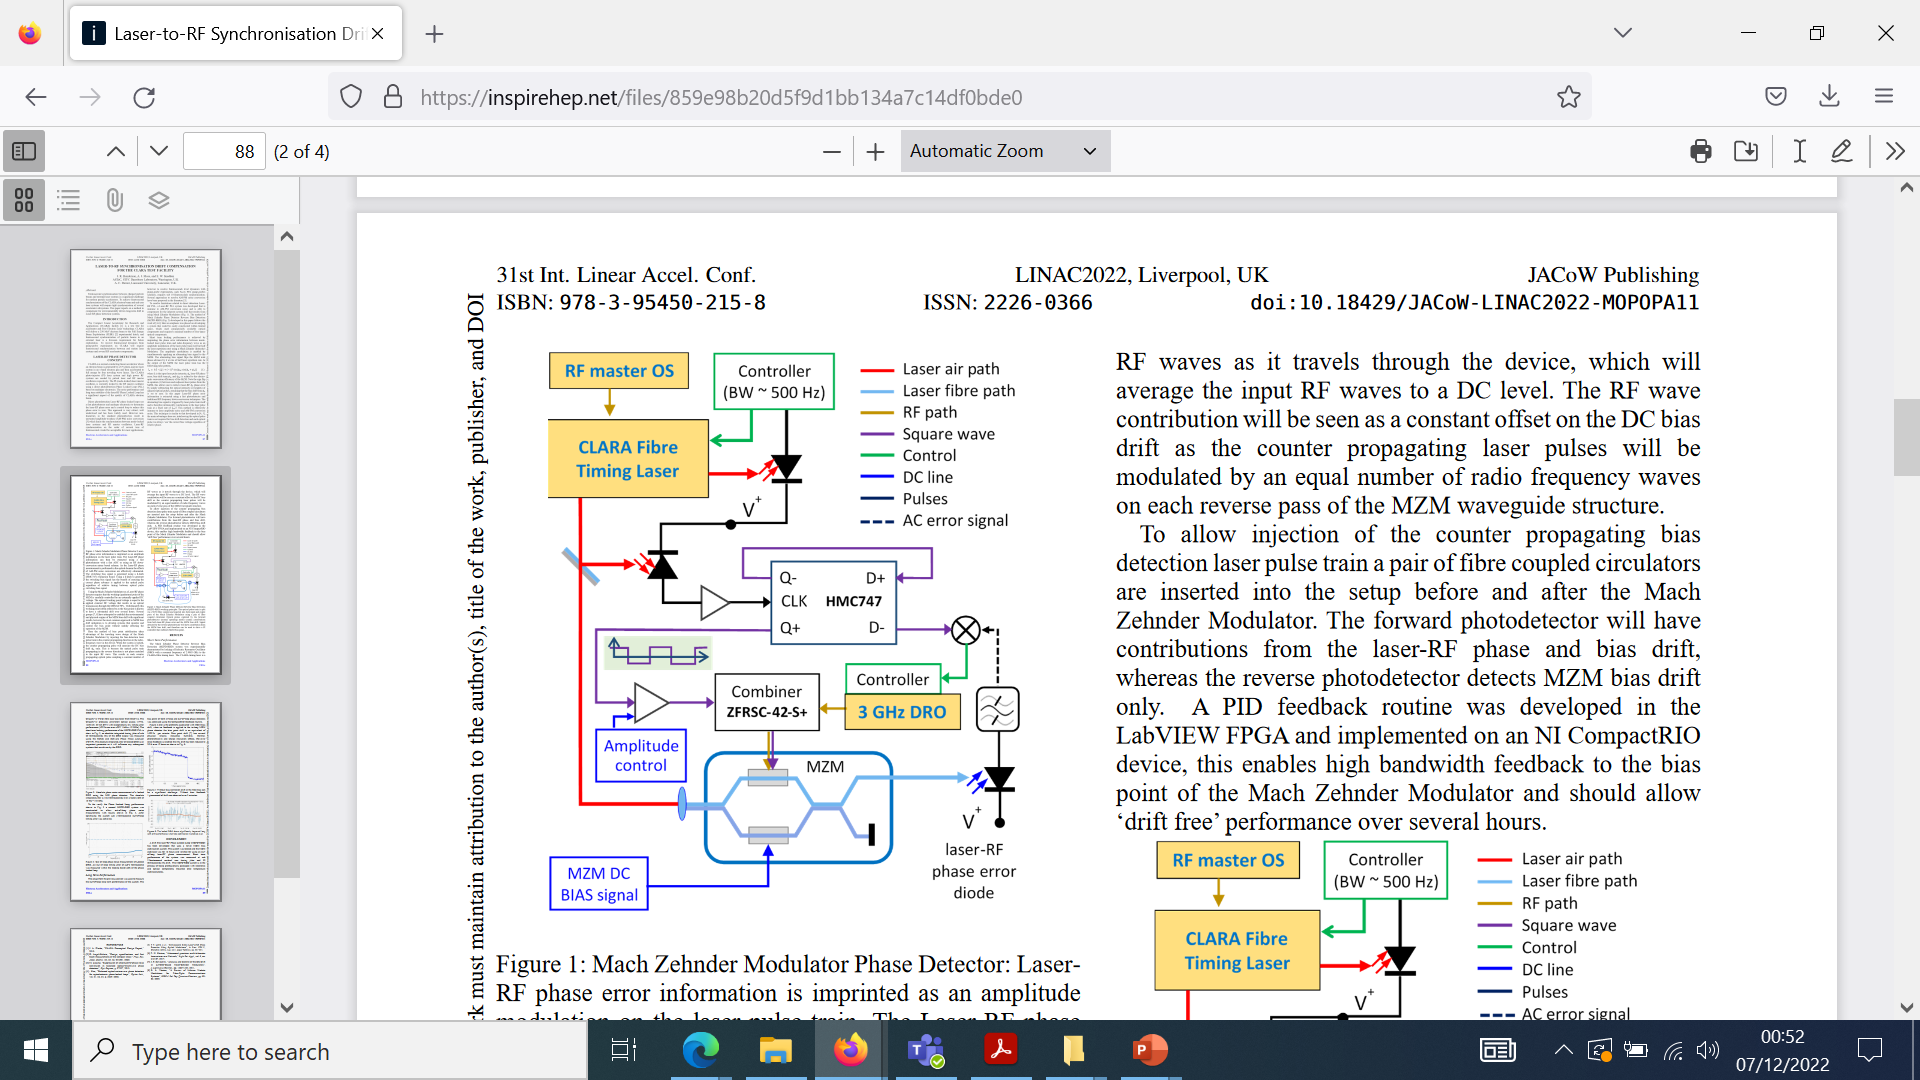 Laser-to-RF Synchronisation Dri
https://inspirehep.net/files/859e98b20d5f9d1bb134a7c14df0bde0
88
(2 of 4)
Automatic Zoom
31st Int. Linear Accel. Conf.
LINAC2022, Liverpool, UK
JACoW Publishing
ISBN: 978-3-95450-215-8
ISSN: 2226-0366
doi:10.18429/JACoW-LINAC2022-MOPOPA11
k must maintain attribution to the author(s), title of the work, publisher, and DOI
RF master OS
Controller
(BW ~ 500 Hz)
CLARA Fibre
Timing Laser
V+
Laser air path
Laser fibre path
RF path
Square wave
Control
DC line
Pulses
AC error signal
Q-
D+
CLK
HMC747
Q+
D-
Combiner
ZFRSC-42-S+
Controller
3 GHz DRO
Amplitude
control
MZM
MZM DC
BIAS signal
V+
laser-RF
phase error
diode
Figure 1: Mach Zehnder Modulator Phase Detector: Laser-
RF phase error information is imprinted as an amplitude
modulation on the laser pulse train. The Laser RF phase
RF waves as it travels through the device, which will
average the input RF waves to a DC level. The RF wave
contribution will be seen as a constant offset on the DC bias
drift as the counter propagating laser pulses will be
modulated by an equal number of radio frequency waves
on each reverse pass of the MZM waveguide structure.
To allow injection of the counter propagating bias
detection laser pulse train a pair of fibre coupled circulators
are inserted into the setup before and after the Mach
Zehnder Modulator. The forward photodetector will have
contributions from the laser-RF phase and bias drift,
whereas the reverse photodetector detects MZM bias drift
only. A PID feedback routine was developed in the
LabVIEW FPGA and implemented on an NI CompactRIO
device, this enables high bandwidth feedback to the bias
point of the Mach Zehnder Modulator and should allow
‘drift free’ performance over several hours.
RF master OS
Controller
(BW ~ 500 Hz)
CLARA Fibre
Timing Laser
V+
Laser air path
Laser fibre path
RF path
Square wave
Control
DC line
Pulses
AC error signal
Type here to search
00:52
07/12/2022